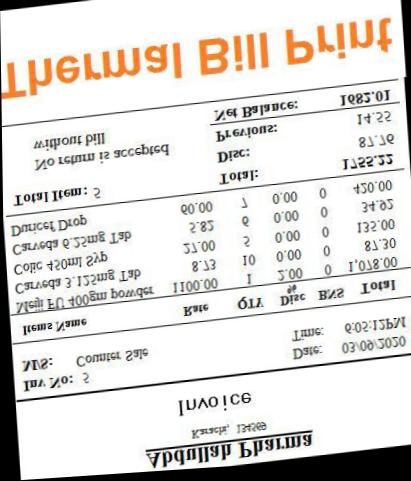 Abdullah Pharma
Karachi, 134569
Invoice
Inv No: 5 Date: 03/09/2020
M/S: Counter Sale Time: 6:05:12PM
Items Name Rate QTY % Disc BNS Total
Meiji FU 400gm powder 1100.00 1 2.00 0 1,078.00
Carveda 3.125mg Tab 8.73 10 0.00 0 87.30
Colic 450ml Syp 27.00 5 0.00 0 135.00
Carveda 6.25mg Tab 5.82 6 0.00 0 34.92
Duricef Drop 60.00 7 0.00 0 420.00
Total Item: 5 Total: 1755.22
Disc: 87.76
No return is accepted Previous: 14.55
without bill Net Balance: 1682.01
Thermal Bill Print